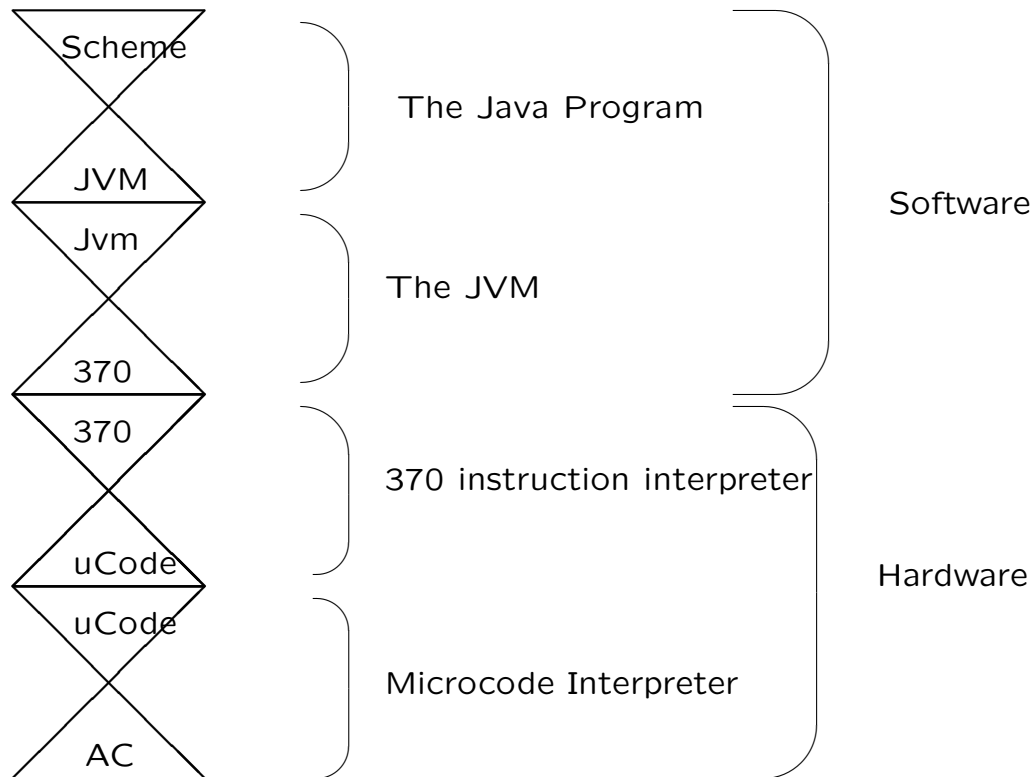 Scheme
The Java Program
JVM
Software
Jvm
The JVM
370
370
370 instruction interpreter
uCode
Hardware
uCode
Microcode Interpreter
AC